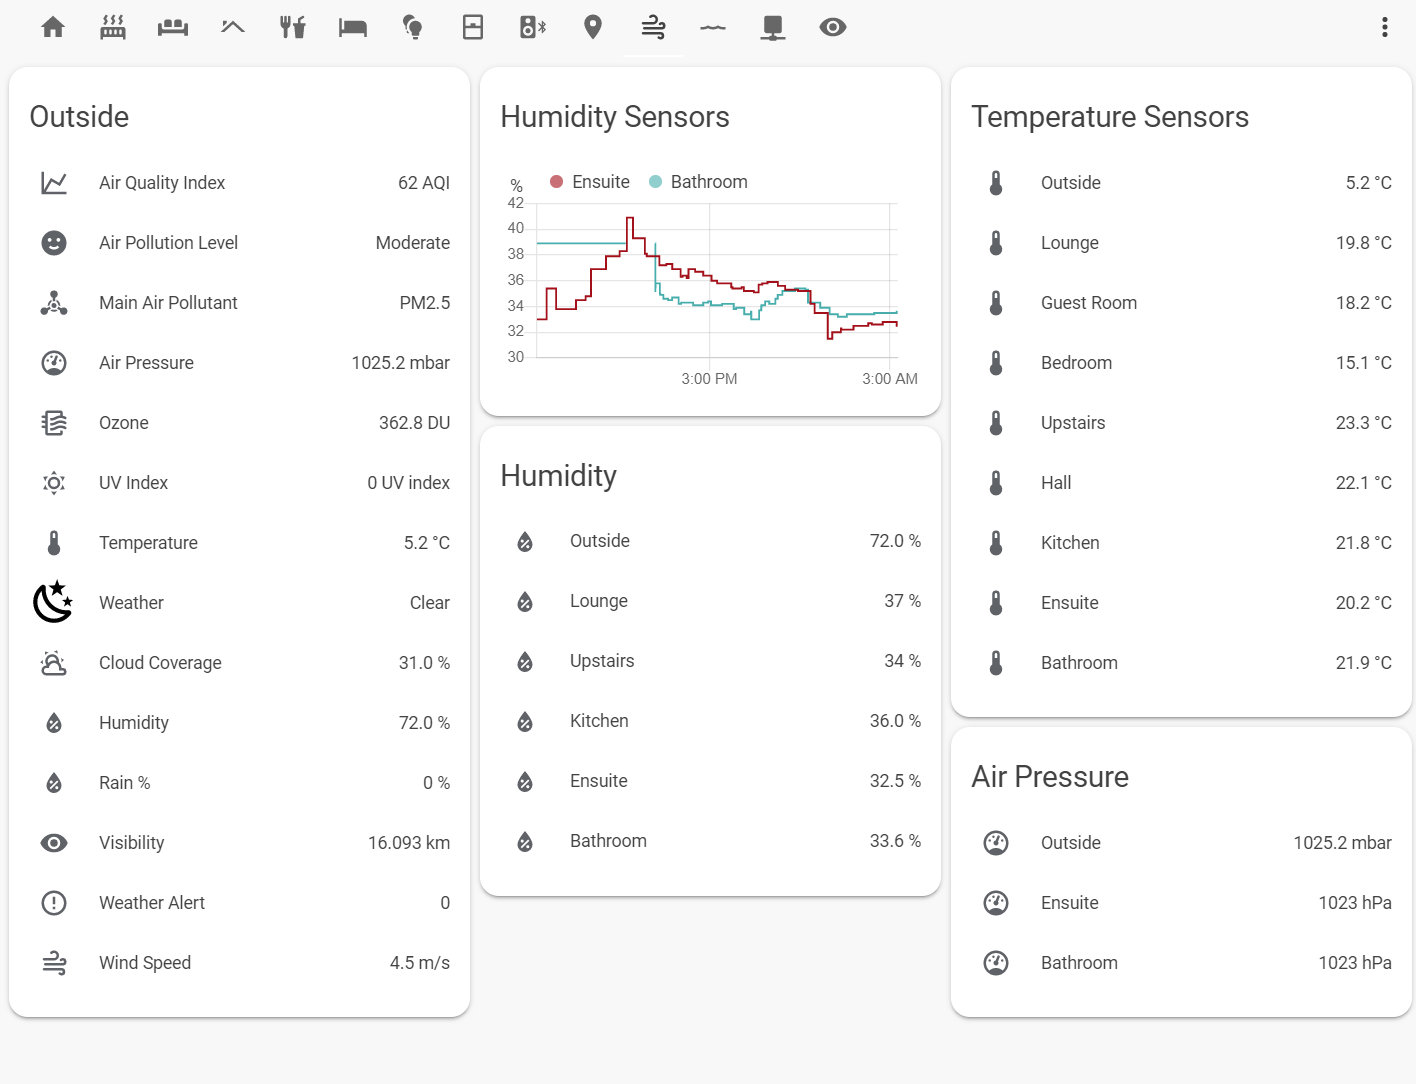 Outside
Air Quality Index 62 AQI
Air Pollution Level Moderate
Main Air Pollutant PM2.5
Air Pressure 1025.2 mbar
Ozone 362.8 DU
UV Index 0 UV index
Temperature 5.2 °C
Weather Clear
Cloud Coverage 31.0 %
Humidity 72.0 %
Rain % 0 %
Visibility 16.093 km
Weather Alert 0
Wind Speed 4.5 m/s
Humidity Sensors
% Ensuite Bathroom
42
40
38
36
34
32
30
3:00 PM 3:00 AM
Humidity
Outside 72.0 %
Lounge 37 %
Upstairs 34 %
Kitchen 36.0 %
Ensuite 32.5 %
Bathroom 33.6 %
Temperature Sensors
Outside 5.2 °C
Lounge 19.8 °C
Guest Room 18.2 °C
Bedroom 15.1 °C
Upstairs 23.3 °C
Hall 22.1 °C
Kitchen 21.8 °C
Ensuite 20.2 °C
Bathroom 21.9 °C
Air Pressure
Outside 1025.2 mbar
Ensuite 1023 hPa
Bathroom 1023 hPa